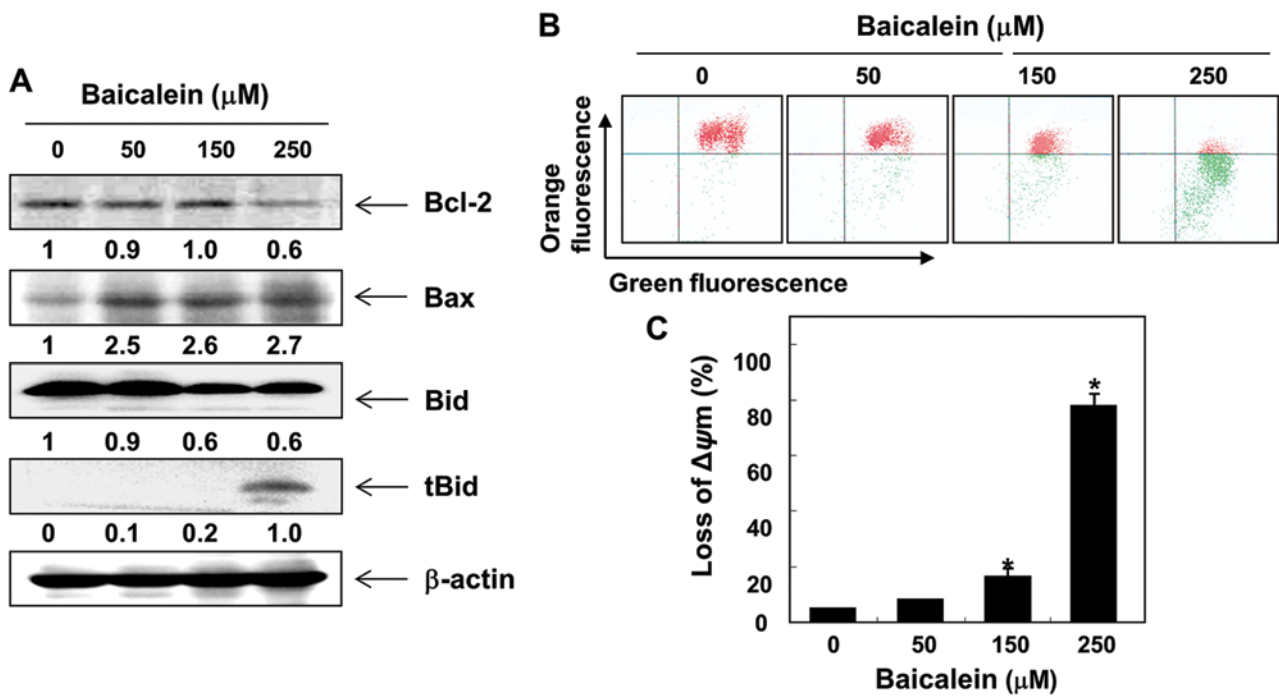 A
Baicalein (μM)
0 50 150 250
Bcl-2
1 0.9 1.0 0.6
Bax
1 2.5 2.6 2.7
Bid
1 0.9 0.6 0.6
tBid
0 0.1 0.2 1.0
β-actin
B
Baicalein (μM)
0 50 150 250
Orange
fluorescence
Green fluorescence
C
Loss of Δψm (%)
100
80
60
40
20
0
*
*
0 50 150 250
Baicalein (μM)